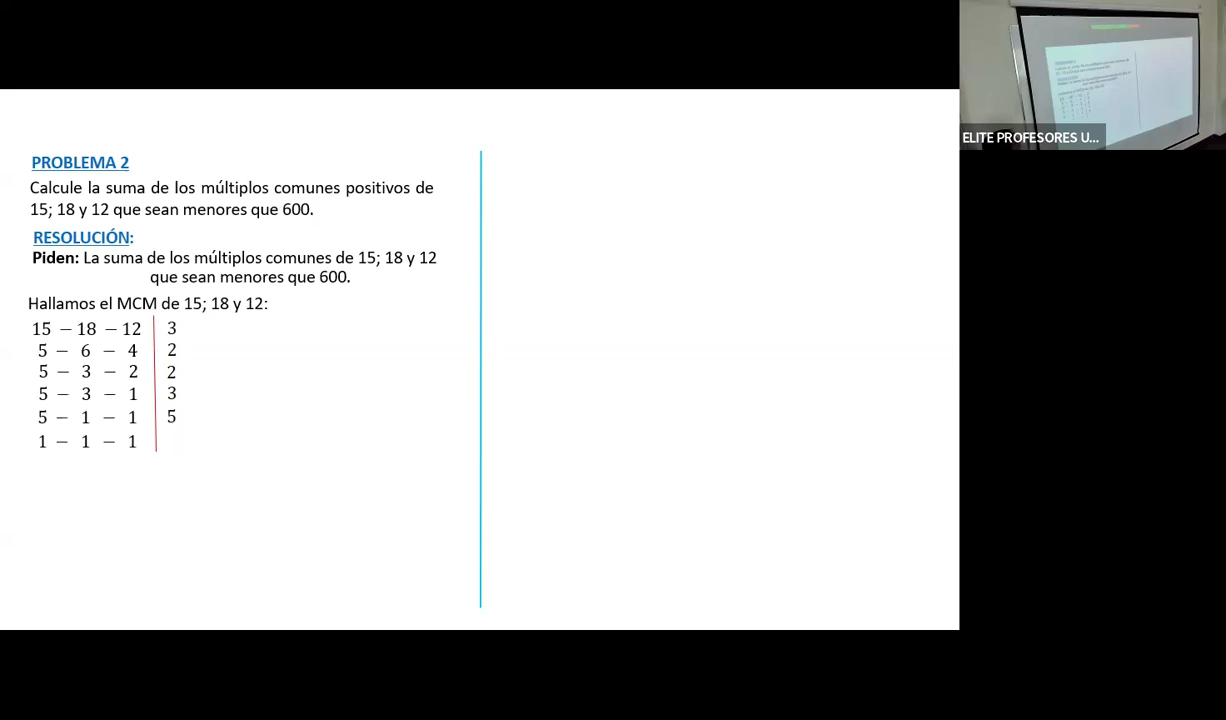 PROBLEMA 2
Calcule la suma de los múltiplos comunes positivos de
15; 18 y 12 que sean menores que 600.
RESOLUCIÓN:
Piden: La suma de los múltiplos comunes de 15; 18 y 12
que sean menores que 600.
Hallamos el MCM de 15; 18 y 12:
15 − 18 − 12 | 3
5 − 6 − 4 | 2
5 − 3 − 2 | 2
5 − 3 − 1 | 3
5 − 1 − 1 | 5
1 − 1 − 1
ELITE PROFESORES U...